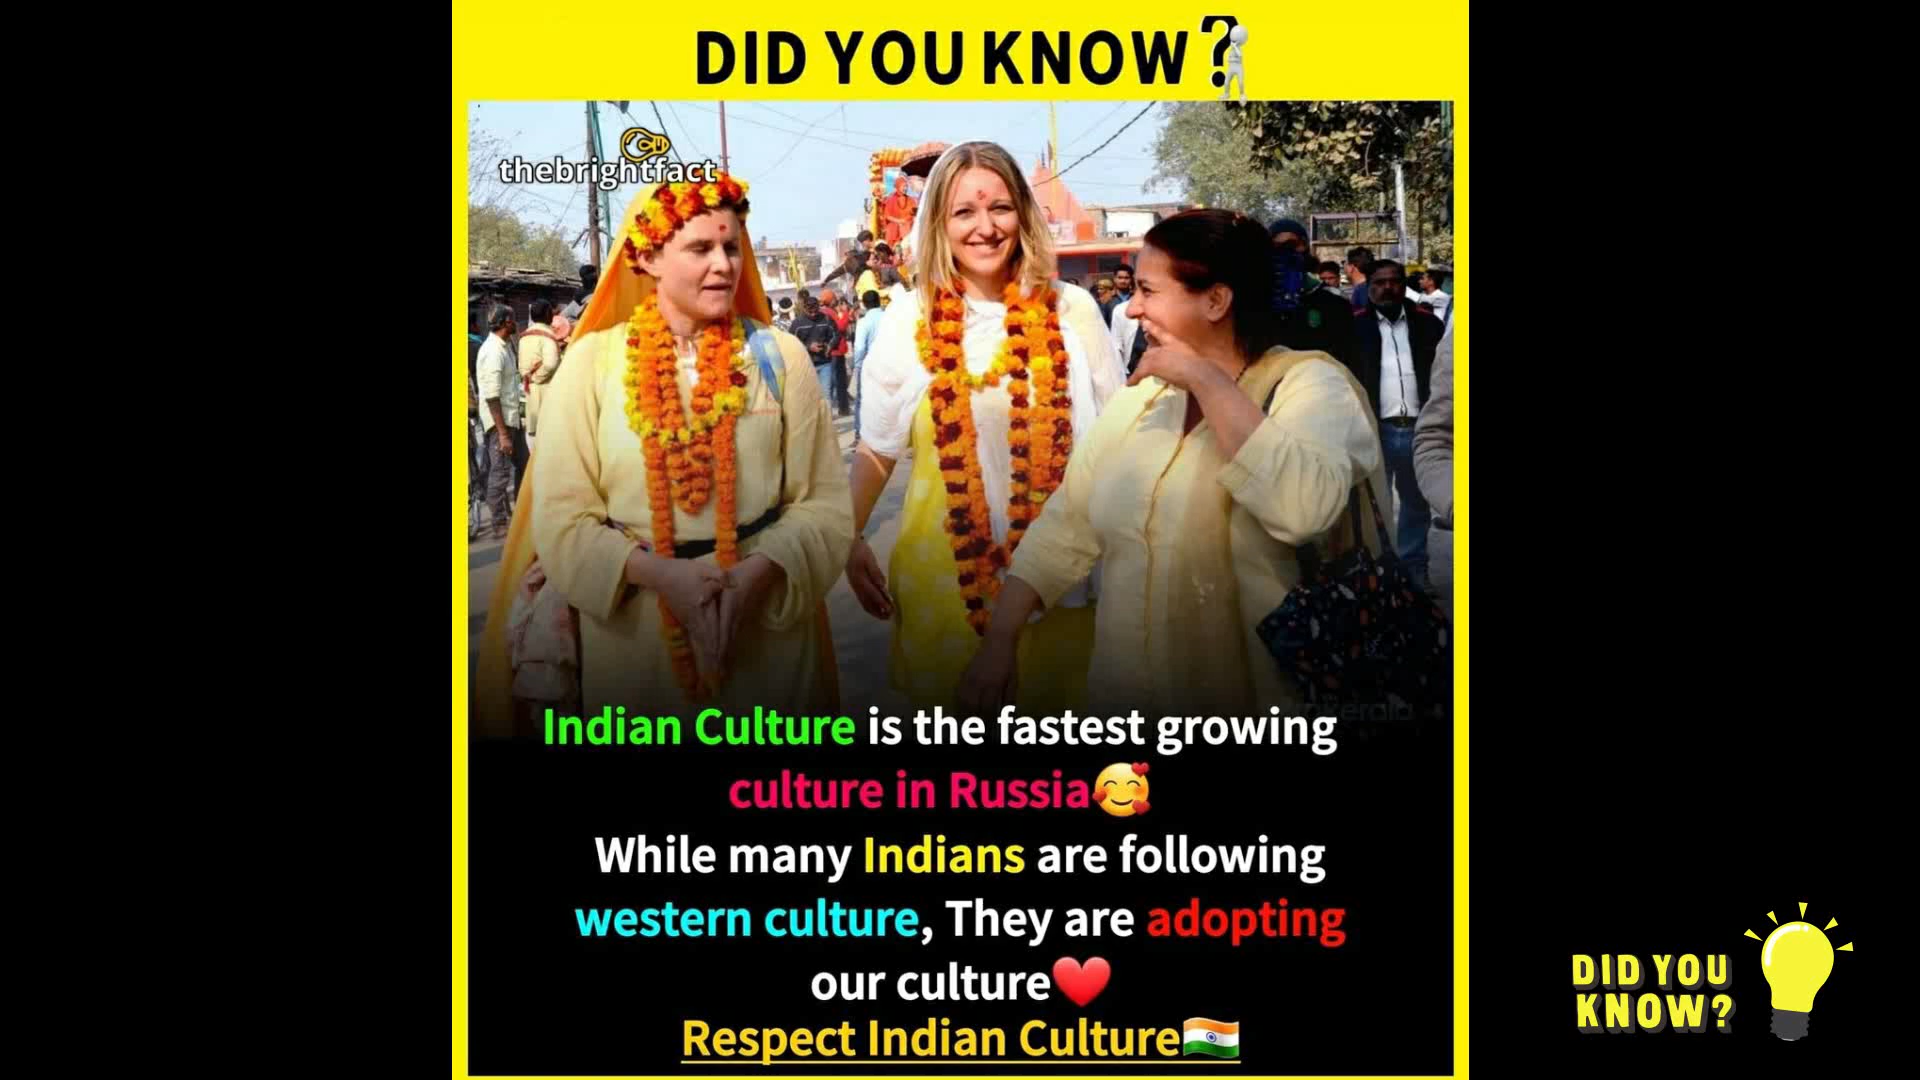 DID YOU KNOW?
thebrightfact
Indian Culture is the fastest growing
culture in Russia🥰
While many Indians are following
western culture, They are adopting
our culture❤️
Respect Indian Culture🇮🇳
DID YOU
KNOW?